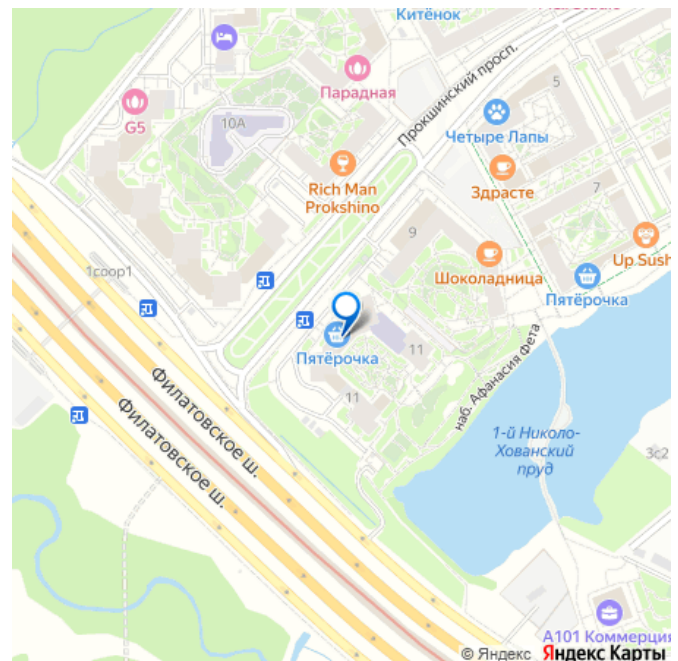 Китёнок
Парадная
G5
10А
Прокшинский просп.
5
Четыре Лапы
Rich Man
Prokshino
Здрасте
7
9
Up Sush
1соор1
Шоколадница
Пятёрочка
Пятёрочка
11
11
наб. Афанасия Фета
Филатовское ш.
Филатовское ш.
1-й Николо-
Хованский
пруд
3с2
А101 Коммерция
© Яндекс Яндекс Карты